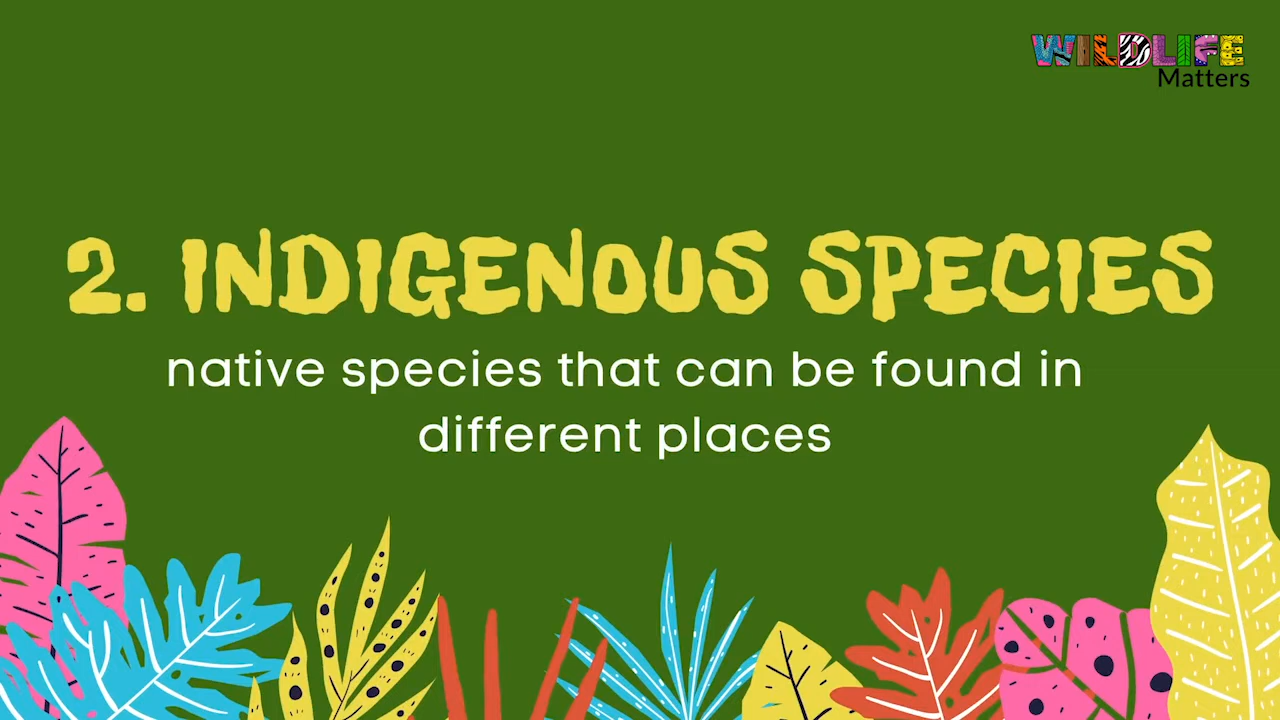 WILDLIFE
Matters
2. INDIGENOUS SPECIES
native species that can be found in
different places